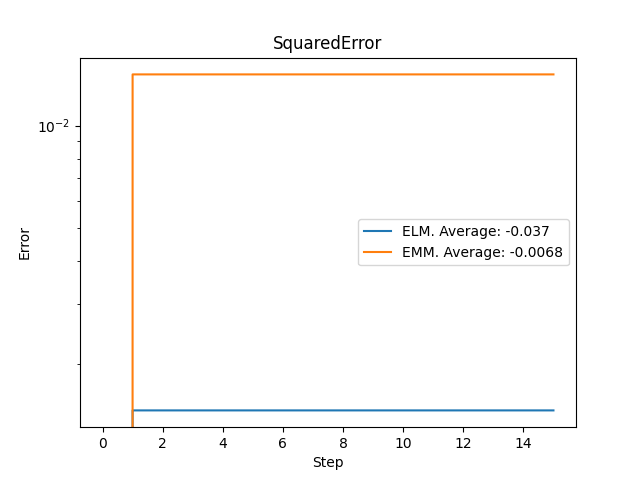 SquaredError
Error
10⁻²
ELM. Average: -0.037
EMM. Average: -0.0068
0 2 4 6 8 10 12 14
Step